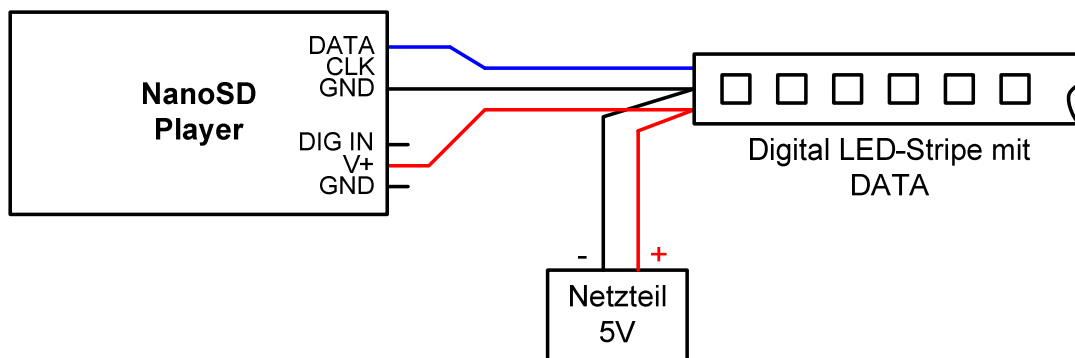 NanoSD
Player
DATA
CLK
GND
DIG IN
V+
GND
Digital LED-Stripe mit
DATA
- +
Netzteil
5V